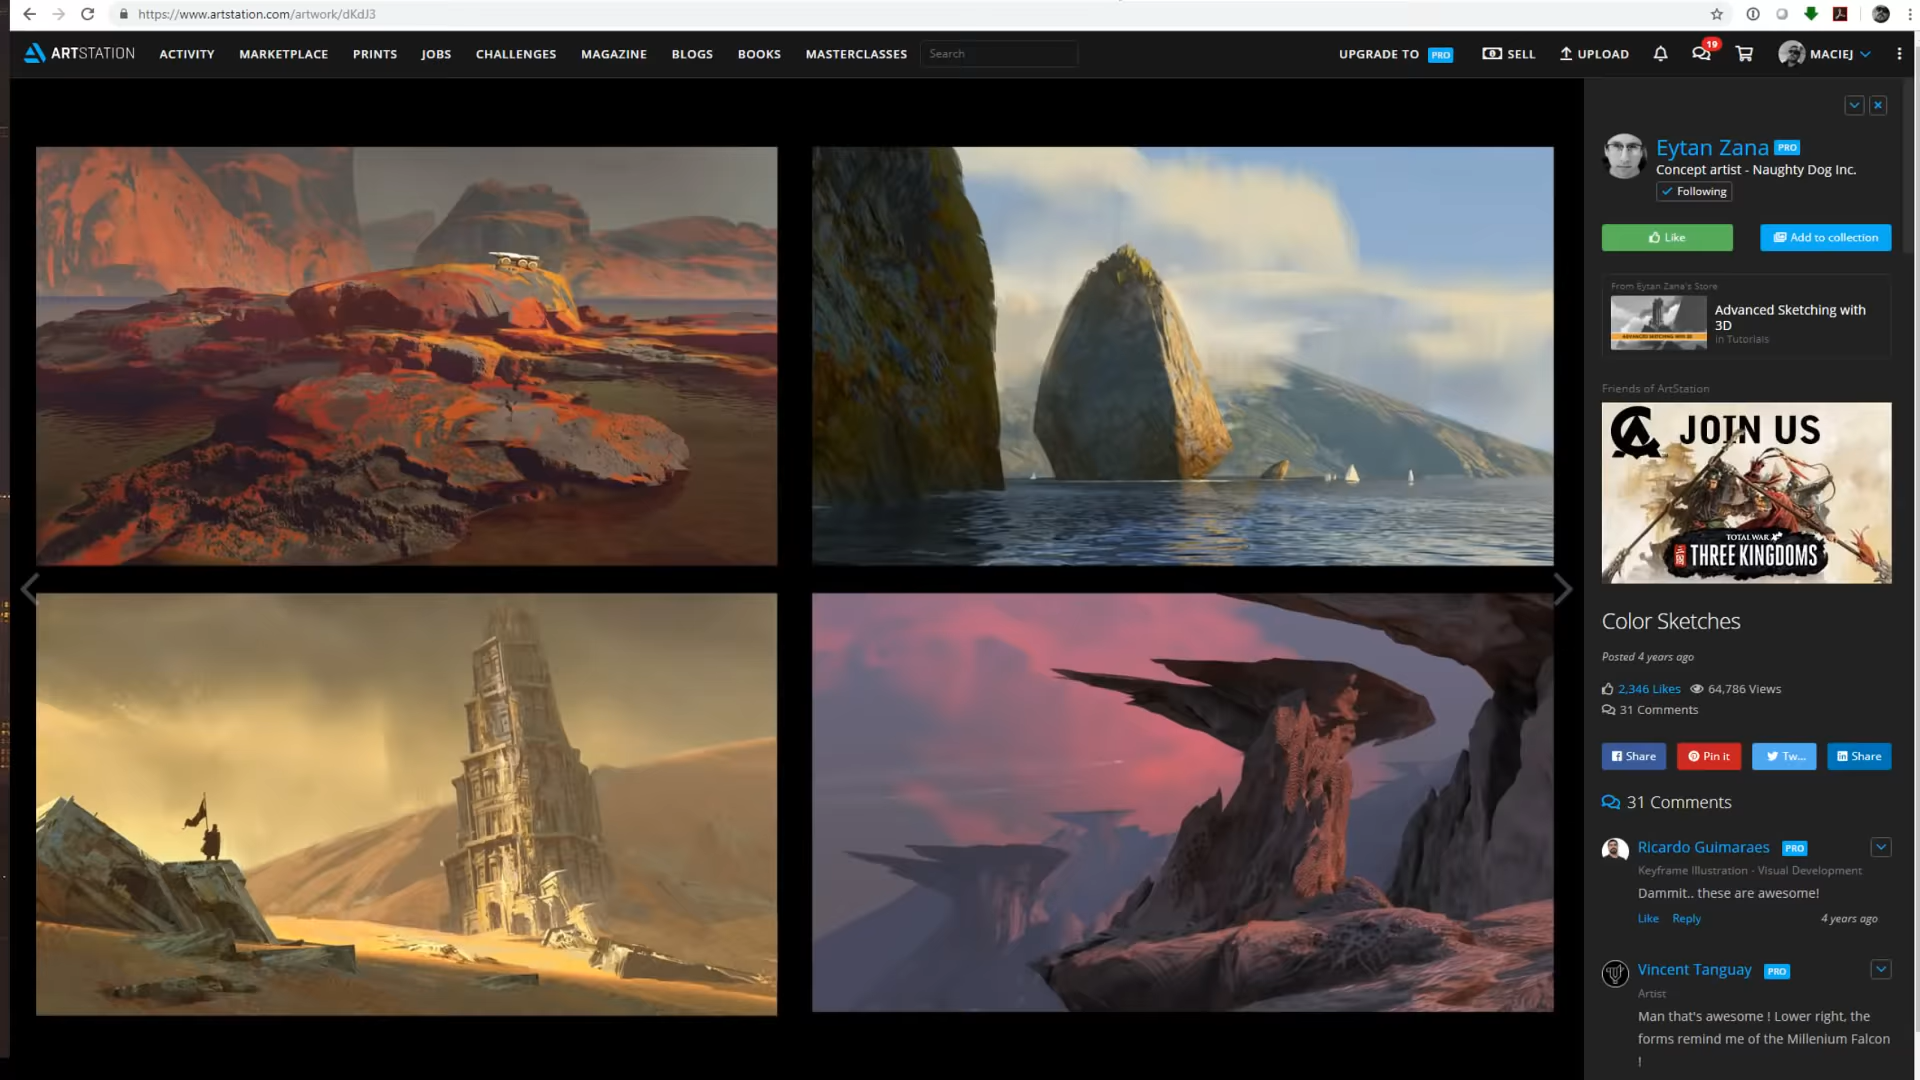 https://www.artstation.com/artwork/dKdJ3
ARTSTATION ACTIVITY MARKETPLACE PRINTS JOBS CHALLENGES MAGAZINE BLOGS BOOKS MASTERCLASSES Search UPGRADE TO PRO SELL UPLOAD 19 MACIEJ
Eytan Zana PRO
Concept artist - Naughty Dog Inc.
Following
Like Add to collection
From Eytan Zana's Store
Advanced Sketching with
3D
in Tutorials
ADVANCED SKETCHING WITH 3D
Friends of ArtStation
JOIN US
TOTAL WAR
THREE KINGDOMS
Color Sketches
Posted 4 years ago
2,346 Likes 64,786 Views
31 Comments
Share Pin it Tw... Share
31 Comments
Ricardo Guimaraes PRO
Keyframe Illustration - Visual Development
Dammit.. these are awesome!
Like Reply 4 years ago
Vincent Tanguay PRO
Artist
Man that's awesome ! Lower right, the
forms remind me of the Millenium Falcon
!